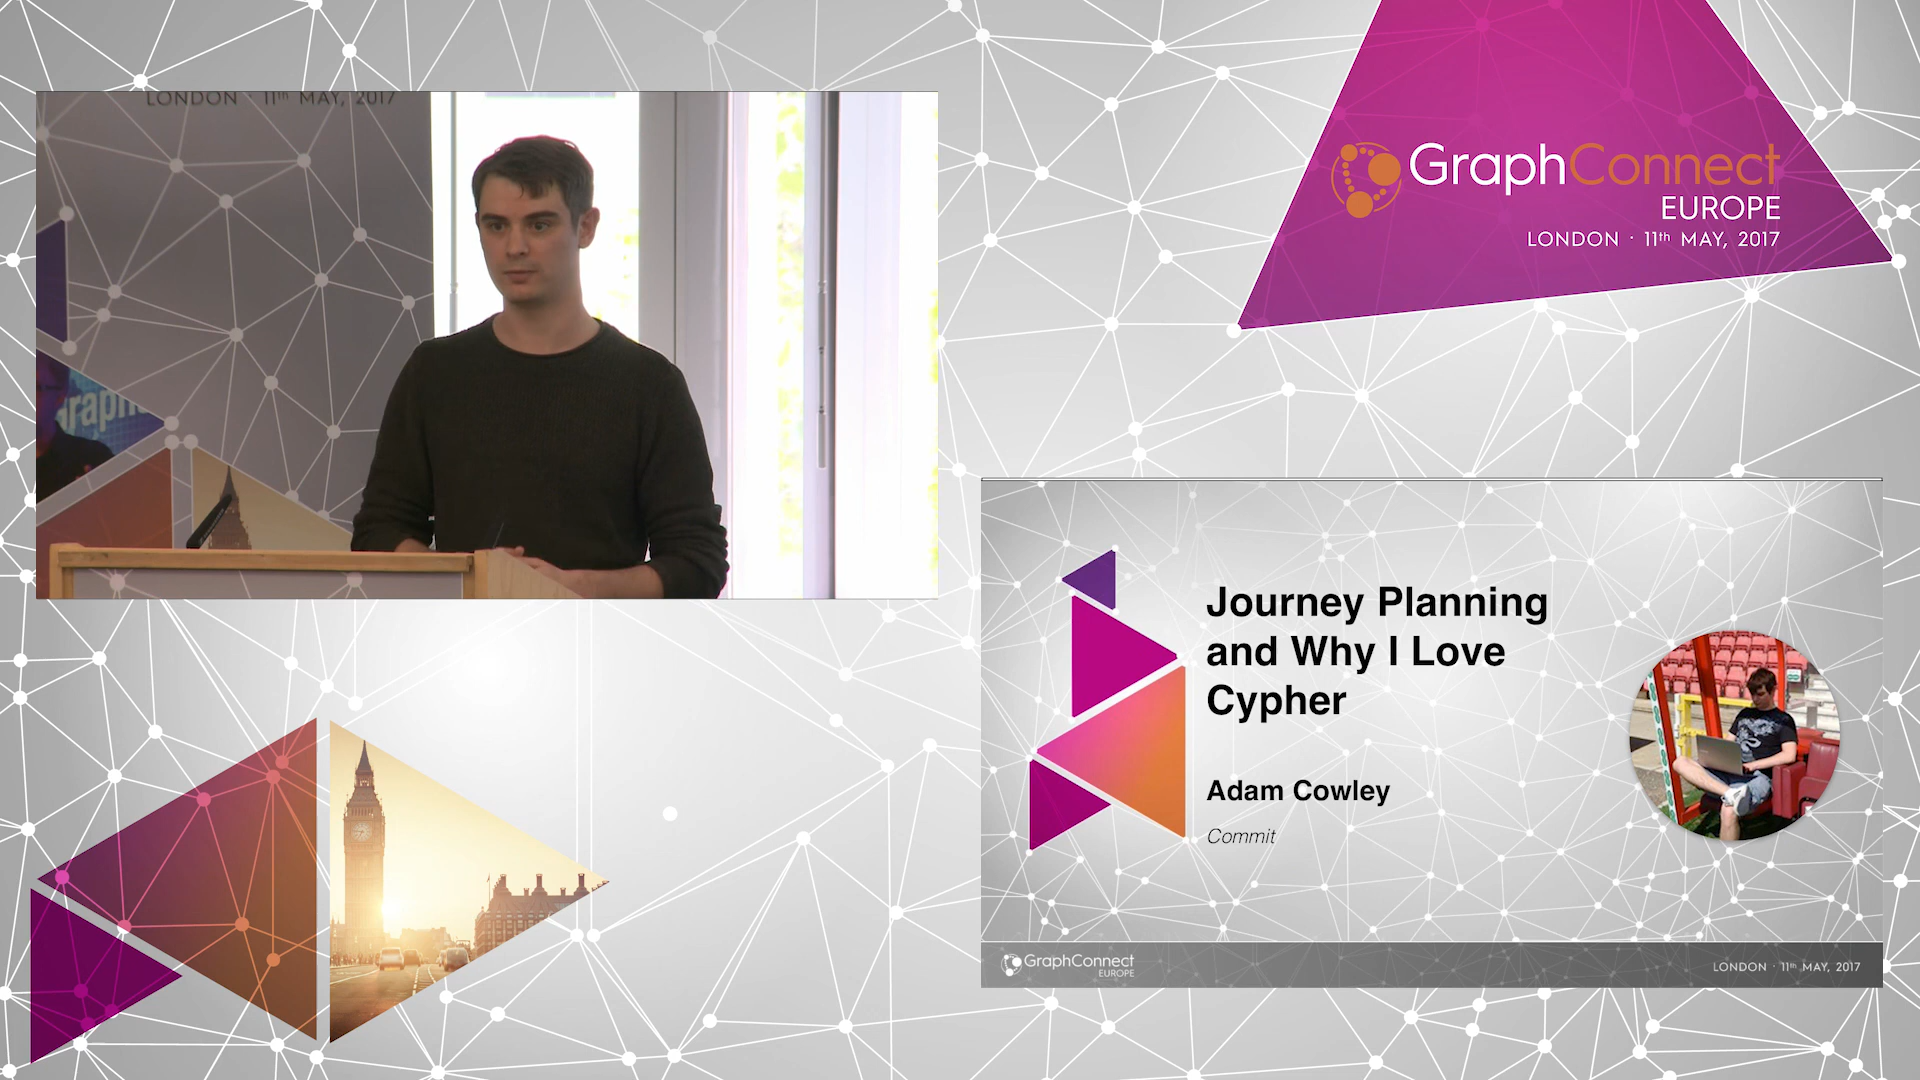 LONDON · 11th MAY, 2017
raphC
GraphConnect
EUROPE
LONDON · 11th MAY, 2017
Journey Planning
and Why I Love
Cypher
Adam Cowley
Commit
GraphConnect
EUROPE
LONDON · 11th MAY, 2017